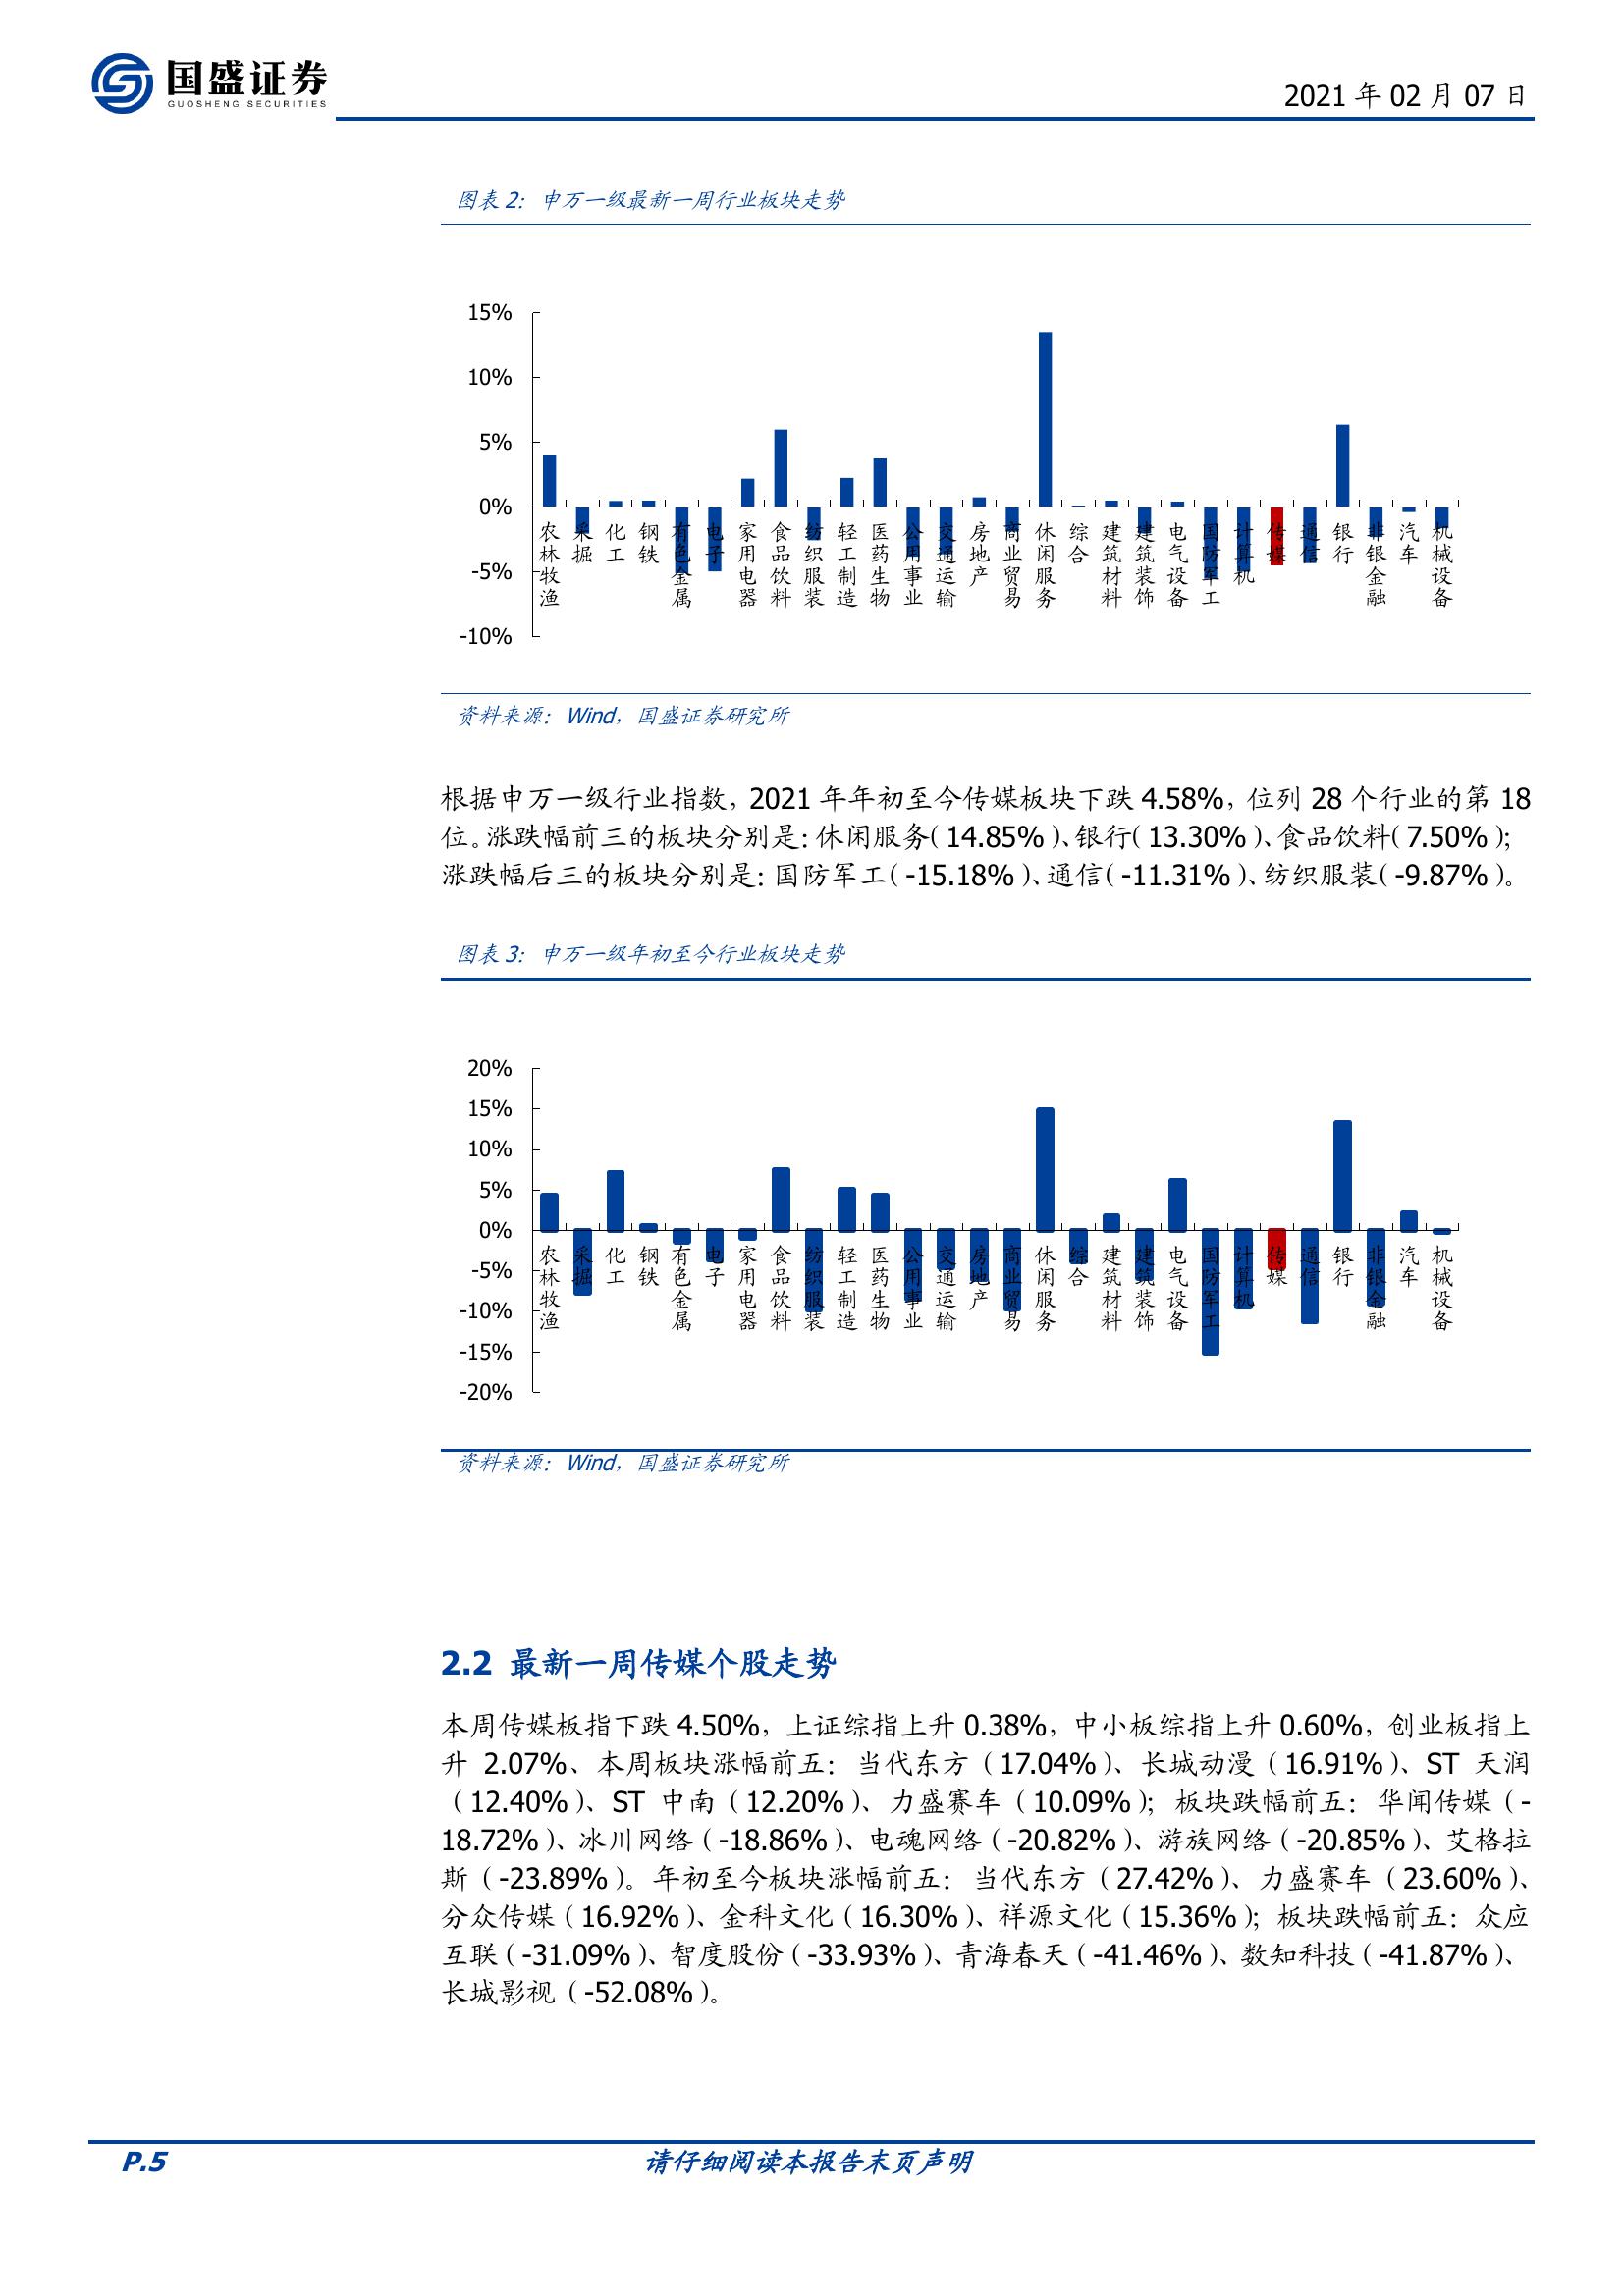 国盛证券
GUOSHENG SECURITIES
2021 年 02 月 07 日
图表 2： 申万一级最新一周行业板块走势
15%
10%
5%
0%
-5%
-10%
农林牧渔
采掘
化工
钢铁
有色金属
电子
家用电器
食品饮料
纺织服装
轻工制造
医药生物
公用事业
交通运输
房地产
商业贸易
休闲服务
综合
建筑材料
建筑装饰
电气设备
国防军工
计算机
传媒
通信
银行
非银金融
汽车
机械设备
资料来源：Wind，国盛证券研究所
根据申万一级行业指数，2021 年年初至今传媒板块下跌 4.58%，位列 28 个行业的第 18
位。涨跌幅前三的板块分别是：休闲服务（14.85%）、银行（13.30%）、食品饮料（7.50%）；
涨跌幅后三的板块分别是：国防军工（-15.18%）、通信（-11.31%）、纺织服装（-9.87%）。
图表 3： 申万一级年初至今行业板块走势
20%
15%
10%
5%
0%
-5%
-10%
-15%
-20%
农林牧渔
采掘
化工
钢铁
有色金属
电子
家用电器
食品饮料
纺织服装
轻工制造
医药生物
公用事业
交通运输
房地产
商业贸易
休闲服务
综合
建筑材料
建筑装饰
电气设备
国防军工
计算机
传媒
通信
银行
非银金融
汽车
机械设备
资料来源：Wind，国盛证券研究所
2.2 最新一周传媒个股走势
本周传媒板指下跌 4.50%，上证综指上升 0.38%，中小板综指上升 0.60%，创业板指上
升 2.07%、本周板块涨幅前五：当代东方（17.04%）、长城动漫（16.91%）、ST 天润
（12.40%）、ST 中南（12.20%）、力盛赛车（10.09%）；板块跌幅前五：华闻传媒（-
18.72%）、冰川网络（-18.86%）、电魂网络（-20.82%）、游族网络（-20.85%）、艾格拉
斯（-23.89%）。年初至今板块涨幅前五：当代东方（27.42%）、力盛赛车（23.60%）、
分众传媒（16.92%）、金科文化（16.30%）、祥源文化（15.36%）；板块跌幅前五：众应
互联（-31.09%）、智度股份（-33.93%）、青海春天（-41.46%）、数知科技（-41.87%）、
长城影视（-52.08%）。
P.5
请仔细阅读本报告末页声明